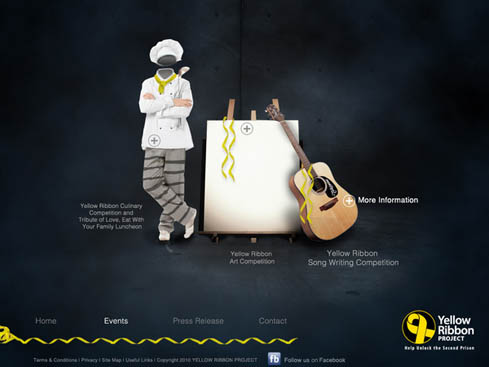 More Information
Yellow Ribbon Culinary
Competition and
Tribute of Love, Eat With
Your Family Luncheon
Yellow Ribbon
Art Competition
Yellow Ribbon
Song Writing Competition
Home
Events
Press Release
Contact
Yellow
Ribbon
PROJECT
Help Unlock the Second Prison
Terms & Conditions | Privacy | Site Map | Useful Links | Copyright 2010 YELLOW RIBBON PROJECT
fb
Follow us on Facebook